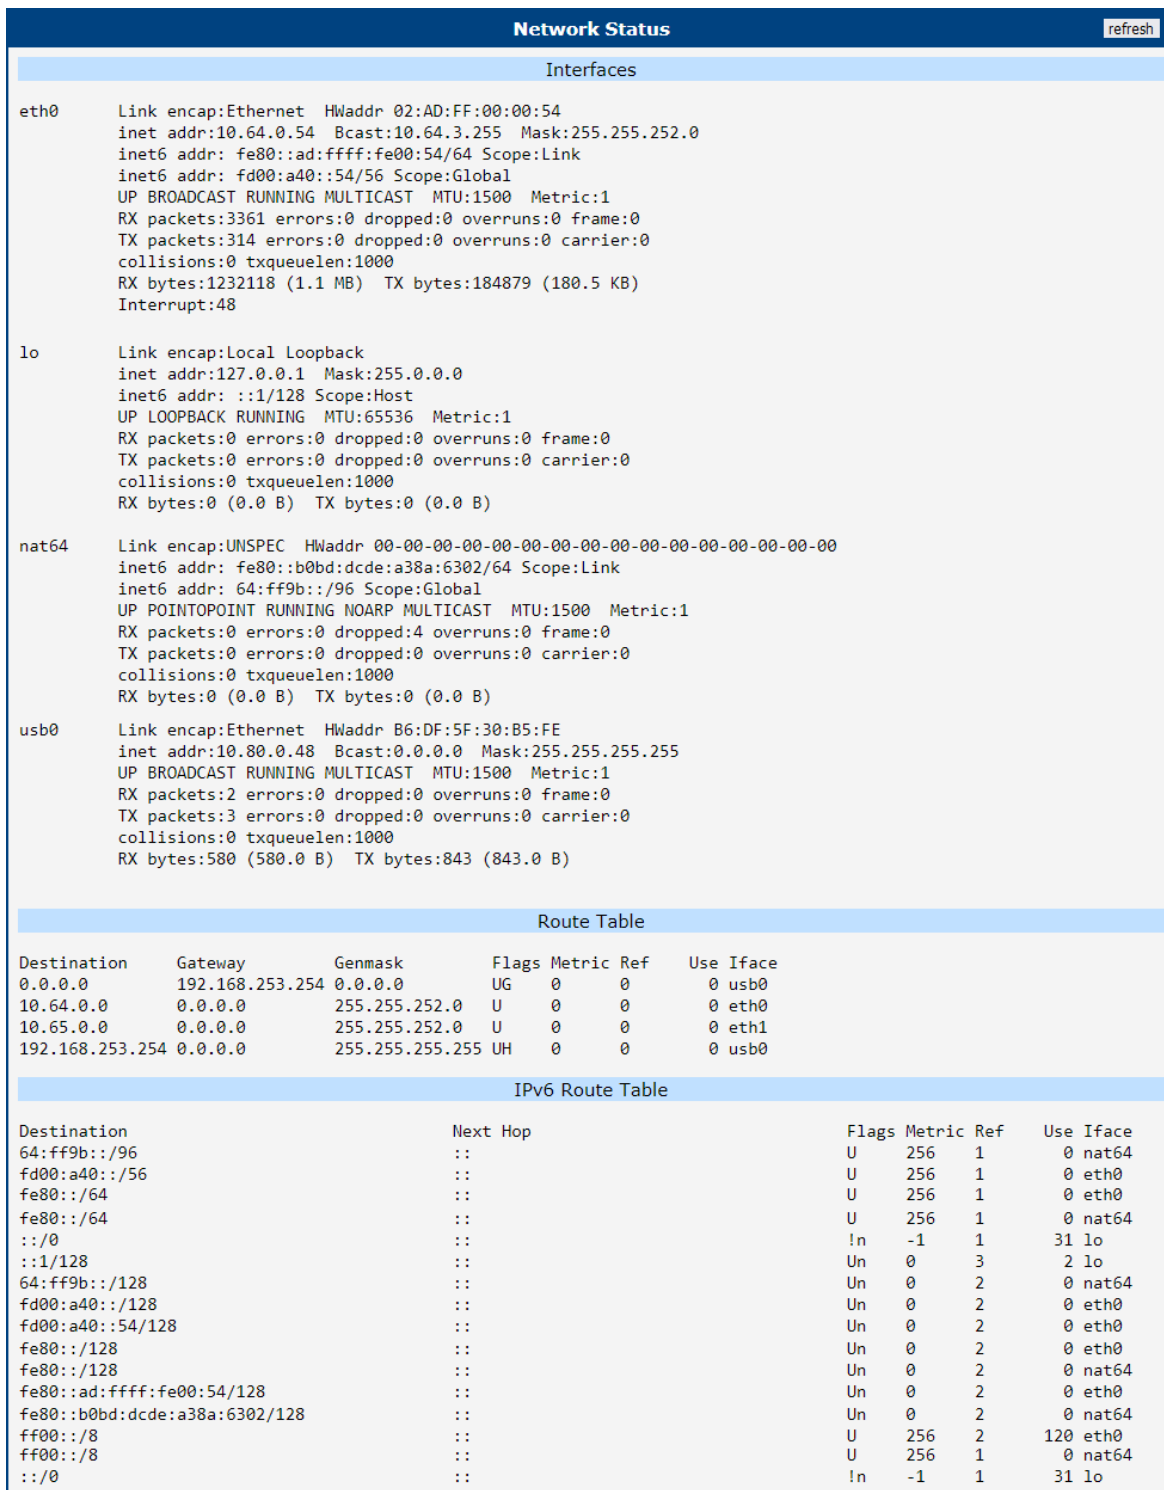 Network Status
refresh
Interfaces
eth0 Link encap:Ethernet HWaddr 02:AD:FF:00:00:54
inet addr:10.64.0.54 Bcast:10.64.3.255 Mask:255.255.252.0
inet6 addr: fe80::ad:ffff:fe00:54/64 Scope:Link
inet6 addr: fd00:a40::54/56 Scope:Global
UP BROADCAST RUNNING MULTICAST MTU:1500 Metric:1
RX packets:3361 errors:0 dropped:0 overruns:0 frame:0
TX packets:314 errors:0 dropped:0 overruns:0 carrier:0
collisions:0 txqueuelen:1000
RX bytes:1232118 (1.1 MB) TX bytes:184879 (180.5 KB)
Interrupt:48
lo Link encap:Local Loopback
inet addr:127.0.0.1 Mask:255.0.0.0
inet6 addr: ::1/128 Scope:Host
UP LOOPBACK RUNNING MTU:65536 Metric:1
RX packets:0 errors:0 dropped:0 overruns:0 frame:0
TX packets:0 errors:0 dropped:0 overruns:0 carrier:0
collisions:0 txqueuelen:1000
RX bytes:0 (0.0 B) TX bytes:0 (0.0 B)
nat64 Link encap:UNSPEC HWaddr 00-00-00-00-00-00-00-00-00-00-00-00-00-00-00-00
inet6 addr: fe80::b0bd:dcde:a38a:6302/64 Scope:Link
inet6 addr: 64:ff9b::/96 Scope:Global
UP POINTOPOINT RUNNING NOARP MULTICAST MTU:1500 Metric:1
RX packets:0 errors:0 dropped:4 overruns:0 frame:0
TX packets:0 errors:0 dropped:0 overruns:0 carrier:0
collisions:0 txqueuelen:1000
RX bytes:0 (0.0 B) TX bytes:0 (0.0 B)
usb0 Link encap:Ethernet HWaddr B6:DF:5F:30:B5:FE
inet addr:10.80.0.48 Bcast:0.0.0.0 Mask:255.255.255.255
UP BROADCAST RUNNING MULTICAST MTU:1500 Metric:1
RX packets:2 errors:0 dropped:0 overruns:0 frame:0
TX packets:3 errors:0 dropped:0 overruns:0 carrier:0
collisions:0 txqueuelen:1000
RX bytes:580 (580.0 B) TX bytes:843 (843.0 B)
Route Table
Destination Gateway Genmask Flags Metric Ref Use Iface
0.0.0.0 192.168.253.254 0.0.0.0 UG 0 0 0 usb0
10.64.0.0 0.0.0.0 255.255.252.0 U 0 0 0 eth0
10.65.0.0 0.0.0.0 255.255.252.0 U 0 0 0 eth1
192.168.253.254 0.0.0.0 255.255.255.255 UH 0 0 0 usb0
IPv6 Route Table
Destination Next Hop Flags Metric Ref Use Iface
64:ff9b::/96 :: U 256 1 0 nat64
fd00:a40::/56 :: U 256 1 0 eth0
fe80::/64 :: U 256 1 0 eth0
fe80::/64 :: U 256 1 0 nat64
::/0 :: !n -1 1 31 lo
::1/128 :: Un 0 3 2 lo
64:ff9b::/128 :: Un 0 2 0 nat64
fd00:a40::/128 :: Un 0 2 0 eth0
fd00:a40::54/128 :: Un 0 2 0 eth0
fe80::/128 :: Un 0 2 0 eth0
fe80::/128 :: Un 0 2 0 nat64
fe80::ad:ffff:fe00:54/128 :: Un 0 2 0 eth0
fe80::b0bd:dcde:a38a:6302/128 :: Un 0 2 0 nat64
ff00::/8 :: U 256 2 120 eth0
ff00::/8 :: U 256 1 0 nat64
::/0 :: !n -1 1 31 lo